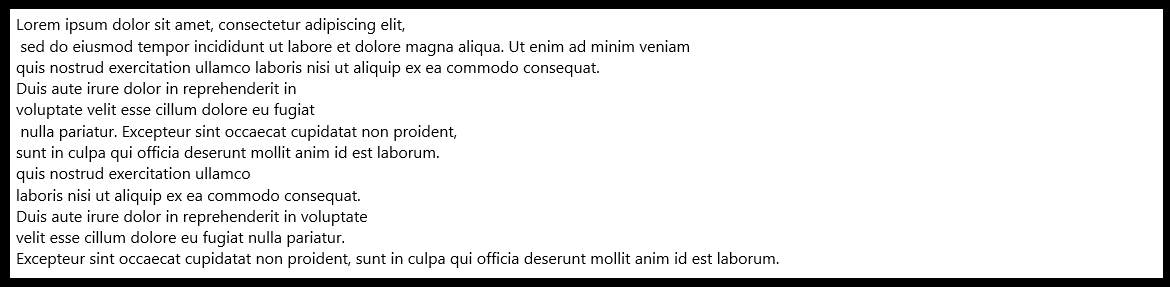 Lorem ipsum dolor sit amet, consectetur adipiscing elit,
sed do eiusmod tempor incididunt ut labore et dolore magna aliqua. Ut enim ad minim veniam
quis nostrud exercitation ullamco laboris nisi ut aliquip ex ea commodo consequat.
Duis aute irure dolor in reprehenderit in
voluptate velit esse cillum dolore eu fugiat
nulla pariatur. Excepteur sint occaecat cupidatat non proident,
sunt in culpa qui officia deserunt mollit anim id est laborum.
quis nostrud exercitation ullamco
laboris nisi ut aliquip ex ea commodo consequat.
Duis aute irure dolor in reprehenderit in voluptate
velit esse cillum dolore eu fugiat nulla pariatur.
Excepteur sint occaecat cupidatat non proident, sunt in culpa qui officia deserunt mollit anim id est laborum.